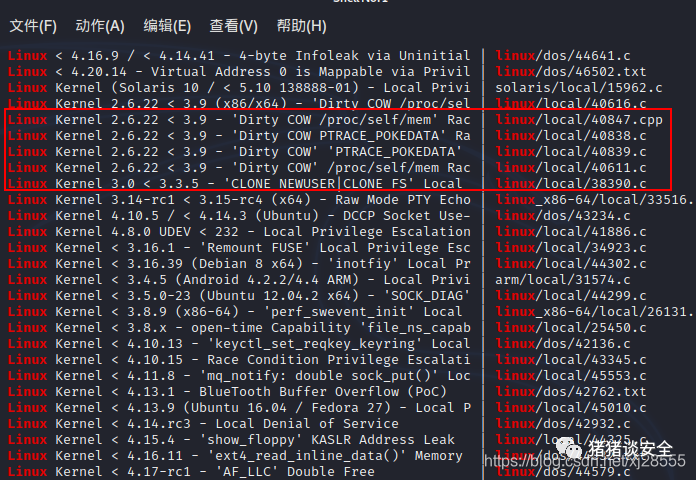 文件(F) 动作(A) 编辑(E) 查看(V) 帮助(H)
Linux < 4.16.9 / < 4.14.41 - 4-byte Infoleak via Uninitial | linux/dos/44641.c
Linux < 4.20.14 - Virtual Address 0 is Mappable via Privil | linux/dos/46502.txt
Linux Kernel (Solaris 10 / < 5.10 138888-01) - Local Privi | solaris/local/15962.c
Linux Kernel 2.6.22 < 3.9 (x86/x64) - 'Dirty COW /proc/sel | linux/local/40616.c
Linux Kernel 2.6.22 < 3.9 - 'Dirty COW /proc/self/mem' Rac | linux/local/40847.cpp
Linux Kernel 2.6.22 < 3.9 - 'Dirty COW PTRACE_POKEDATA' Ra | linux/local/40838.c
Linux Kernel 2.6.22 < 3.9 - 'Dirty COW' 'PTRACE_POKEDATA' | linux/local/40839.c
Linux Kernel 2.6.22 < 3.9 - 'Dirty COW' /proc/self/mem Rac | linux/local/40611.c
Linux Kernel 3.0 < 3.3.5 - 'CLONE_NEWUSER|CLONE_FS' Local | linux/local/38390.c
Linux Kernel 3.14-rc1 < 3.15-rc4 (x64) - Raw Mode PTY Echo | linux_x86-64/local/33516.
Linux Kernel 4.10.5 / < 4.14.3 (Ubuntu) - DCCP Socket Use- | linux/dos/43234.c
Linux Kernel 4.8.0 UDEV < 232 - Local Privilege Escalation | linux/local/41886.c
Linux Kernel < 3.16.1 - 'Remount FUSE' Local Privilege Esc | linux/local/34923.c
Linux Kernel < 3.16.39 (Debian 8 x64) - 'inotfiy' Local Pr | linux/local/44302.c
Linux Kernel < 3.4.5 (Android 4.2.2/4.4 ARM) - Local Privi | arm/local/31574.c
Linux Kernel < 3.5.0-23 (Ubuntu 12.04.2 x64) - 'SOCK_DIAG' | linux/local/44299.c
Linux Kernel < 3.8.9 (x86-64) - 'perf_swevent_init' Local | linux_x86-64/local/26131.
Linux Kernel < 3.8.x - open-time Capability 'file_ns_capab | linux/local/25450.c
Linux Kernel < 4.10.13 - 'keyctl_set_reqkey_keyring' Local | linux/dos/42136.c
Linux Kernel < 4.10.15 - Race Condition Privilege Escalati | linux/local/43345.c
Linux Kernel < 4.11.8 - 'mq_notify: double sock_put()' Loc | linux/local/45553.c
Linux Kernel < 4.13.1 - BlueTooth Buffer Overflow (PoC) | linux/dos/42762.txt
Linux Kernel < 4.13.9 (Ubuntu 16.04 / Fedora 27) - Local P | linux/local/45010.c
Linux Kernel < 4.14.rc3 - Local Denial of Service | linux/dos/42932.c
Linux Kernel < 4.15.4 - 'show_floppy' KASLR Address Leak | linux/local/44325.c
Linux Kernel < 4.16.11 - 'ext4_read_inline_data()' Memory | linux/dos/
Linux Kernel < 4.17-rc1 - 'AF_LLC' Double Free | linux/dos/44579.c
猪猪谈安全
https://blog.csdn.net/xj28555